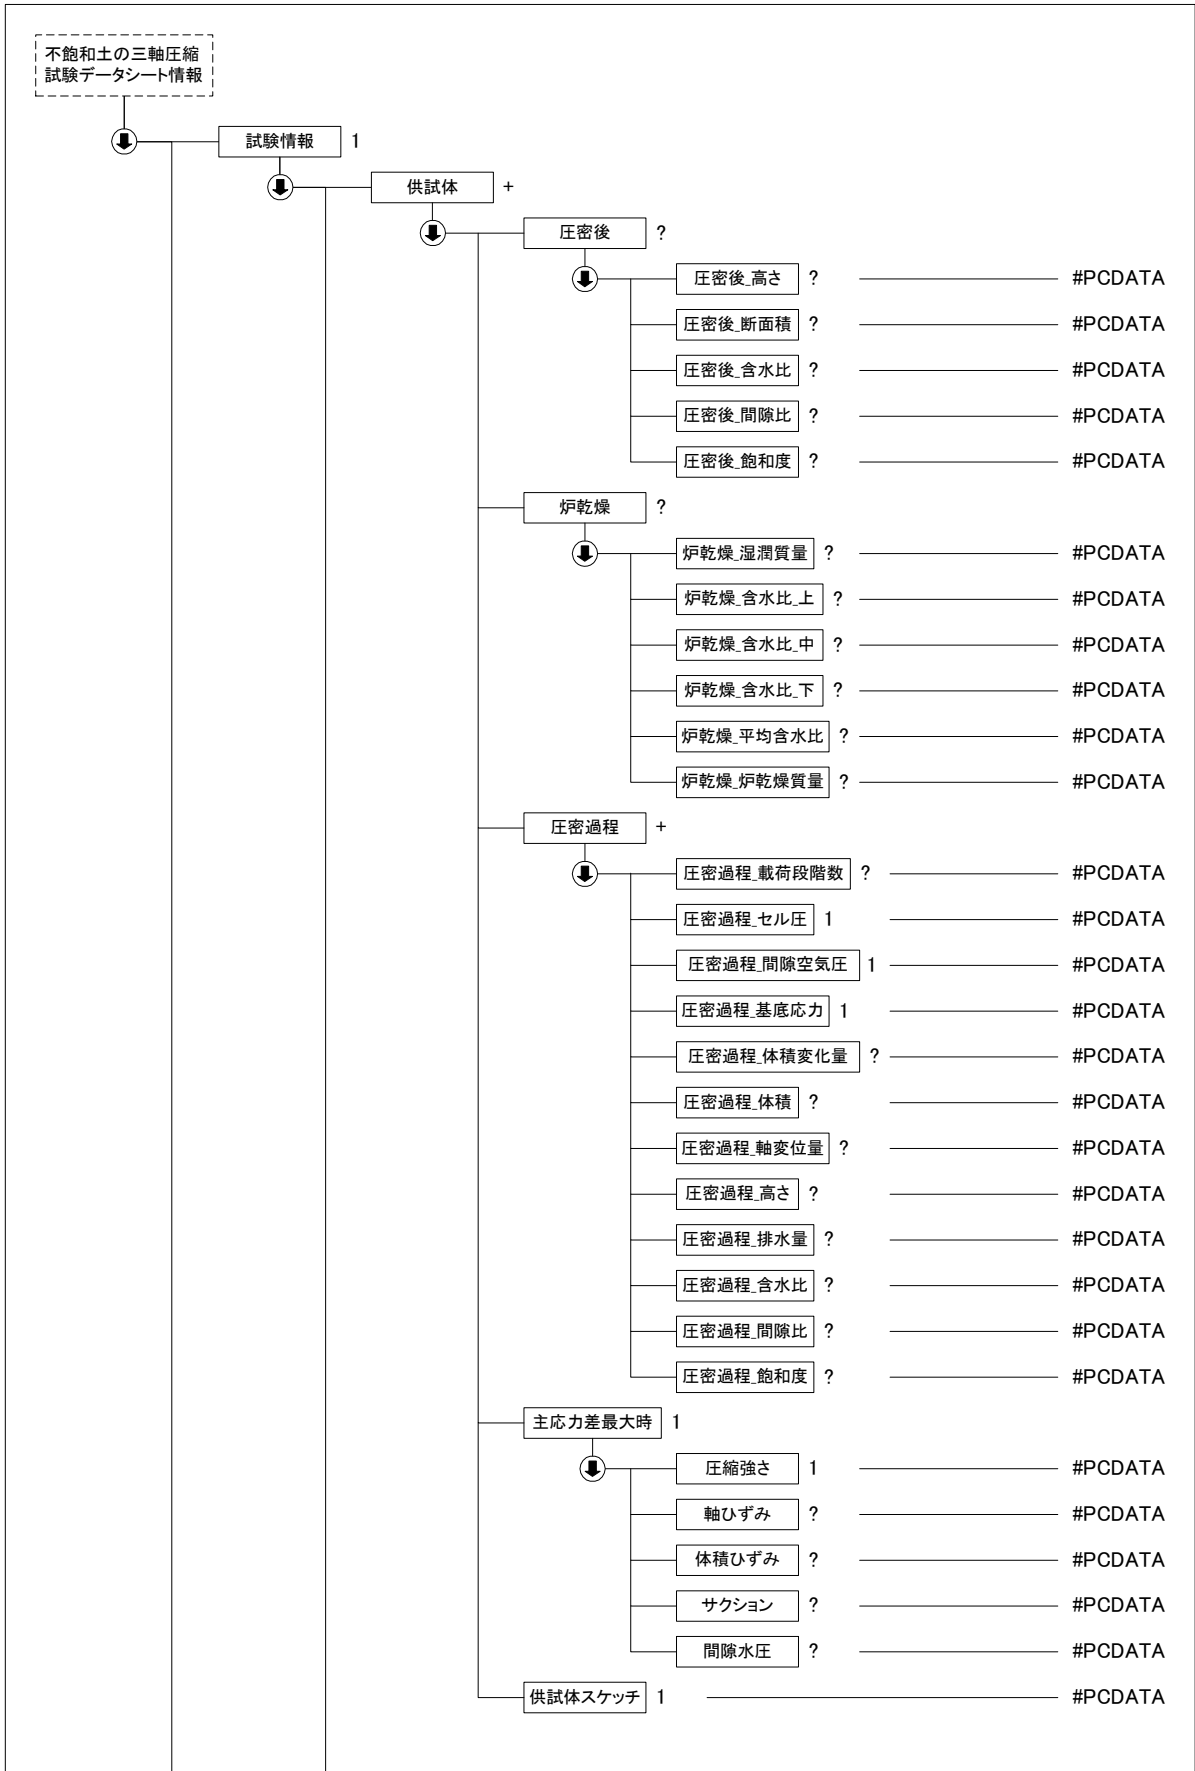 不飽和土の三軸圧縮
試験データシート情報
試験情報 1
供試体 +
圧密後 ?
圧密後_高さ ? #PCDATA
圧密後_断面積 ? #PCDATA
圧密後_含水比 ? #PCDATA
圧密後_間隙比 ? #PCDATA
圧密後_飽和度 ? #PCDATA
炉乾燥 ?
炉乾燥_湿潤質量 ? #PCDATA
炉乾燥_含水比_上 ? #PCDATA
炉乾燥_含水比_中 ? #PCDATA
炉乾燥_含水比_下 ? #PCDATA
炉乾燥_平均含水比 ? #PCDATA
炉乾燥_炉乾燥質量 ? #PCDATA
圧密過程 +
圧密過程_載荷段階数 ? #PCDATA
圧密過程_セル圧 1 #PCDATA
圧密過程_間隙空気圧 1 #PCDATA
圧密過程_基底応力 1 #PCDATA
圧密過程_体積変化量 ? #PCDATA
圧密過程_体積 ? #PCDATA
圧密過程_軸変位量 ? #PCDATA
圧密過程_高さ ? #PCDATA
圧密過程_排水量 ? #PCDATA
圧密過程_含水比 ? #PCDATA
圧密過程_間隙比 ? #PCDATA
圧密過程_飽和度 ? #PCDATA
主応力差最大時 1
圧縮強さ 1 #PCDATA
軸ひずみ ? #PCDATA
体積ひずみ ? #PCDATA
サクション ? #PCDATA
間隙水圧 ? #PCDATA
供試体スケッチ 1 #PCDATA